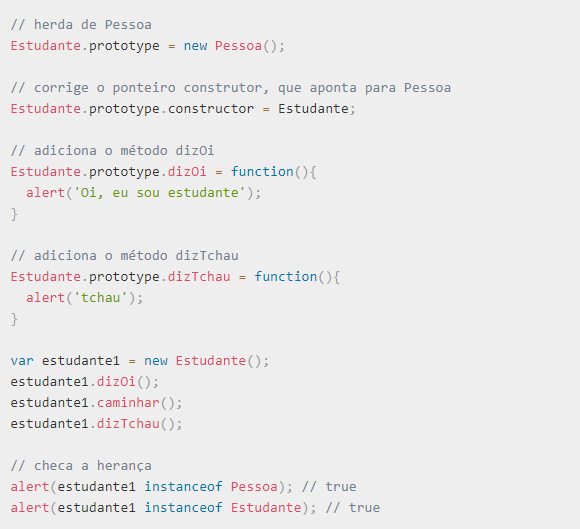 // herda de Pessoa
Estudante.prototype = new Pessoa();
// corrige o ponteiro construtor, que aponta para Pessoa
Estudante.prototype.constructor = Estudante;
// adiciona o método dizOi
Estudante.prototype.dizOi = function(){
  alert('Oi, eu sou estudante');
}
// adiciona o método dizTchau
Estudante.prototype.dizTchau = function(){
  alert('tchau');
}
var estudante1 = new Estudante();
estudante1.dizOi();
estudante1.caminhar();
estudante1.dizTchau();
// checa a herança
alert(estudante1 instanceof Pessoa); // true
alert(estudante1 instanceof Estudante); // true